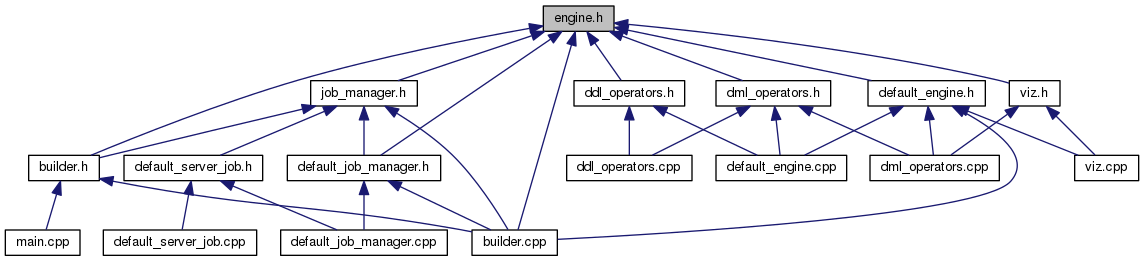 engine.h
job_manager.h
ddl_operators.h
dml_operators.h
default_engine.h
viz.h
builder.h
default_server_job.h
default_job_manager.h
ddl_operators.cpp
default_engine.cpp
dml_operators.cpp
viz.cpp
main.cpp
default_server_job.cpp
default_job_manager.cpp
builder.cpp